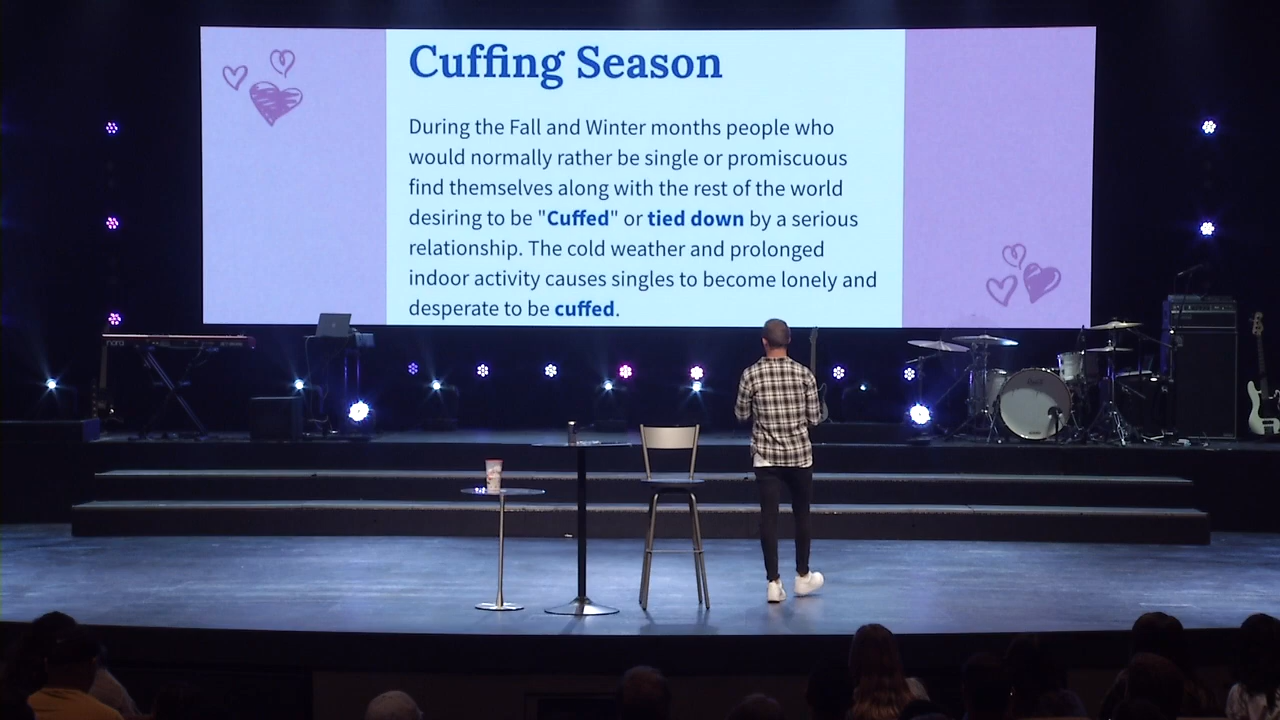 Cuffing Season
During the Fall and Winter months people who
would normally rather be single or promiscuous
find themselves along with the rest of the world
desiring to be "Cuffed" or tied down by a serious
relationship. The cold weather and prolonged
indoor activity causes singles to become lonely and
desperate to be cuffed.
nord